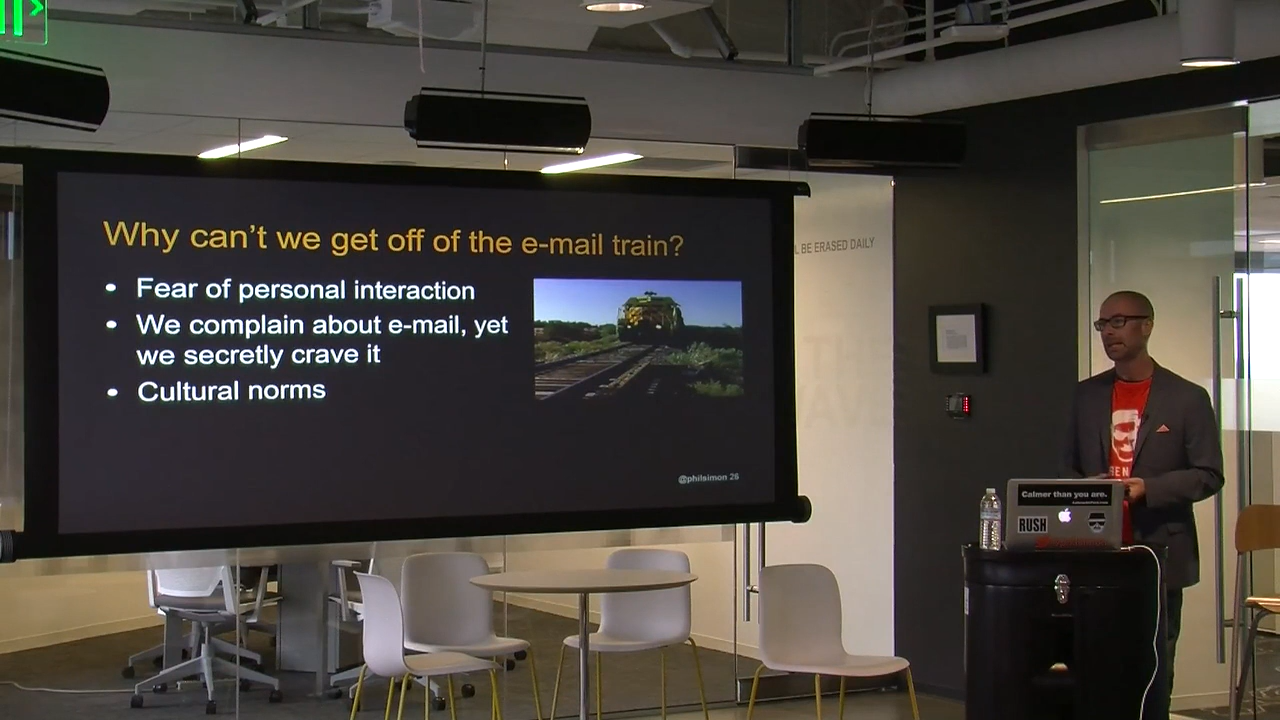 Why can't we get off of the e-mail train?
• Fear of personal interaction
• We complain about e-mail, yet
we secretly crave it
• Cultural norms
@philsimon 26
L BE ERASED DAILY
Calmer than you are.
RUSH